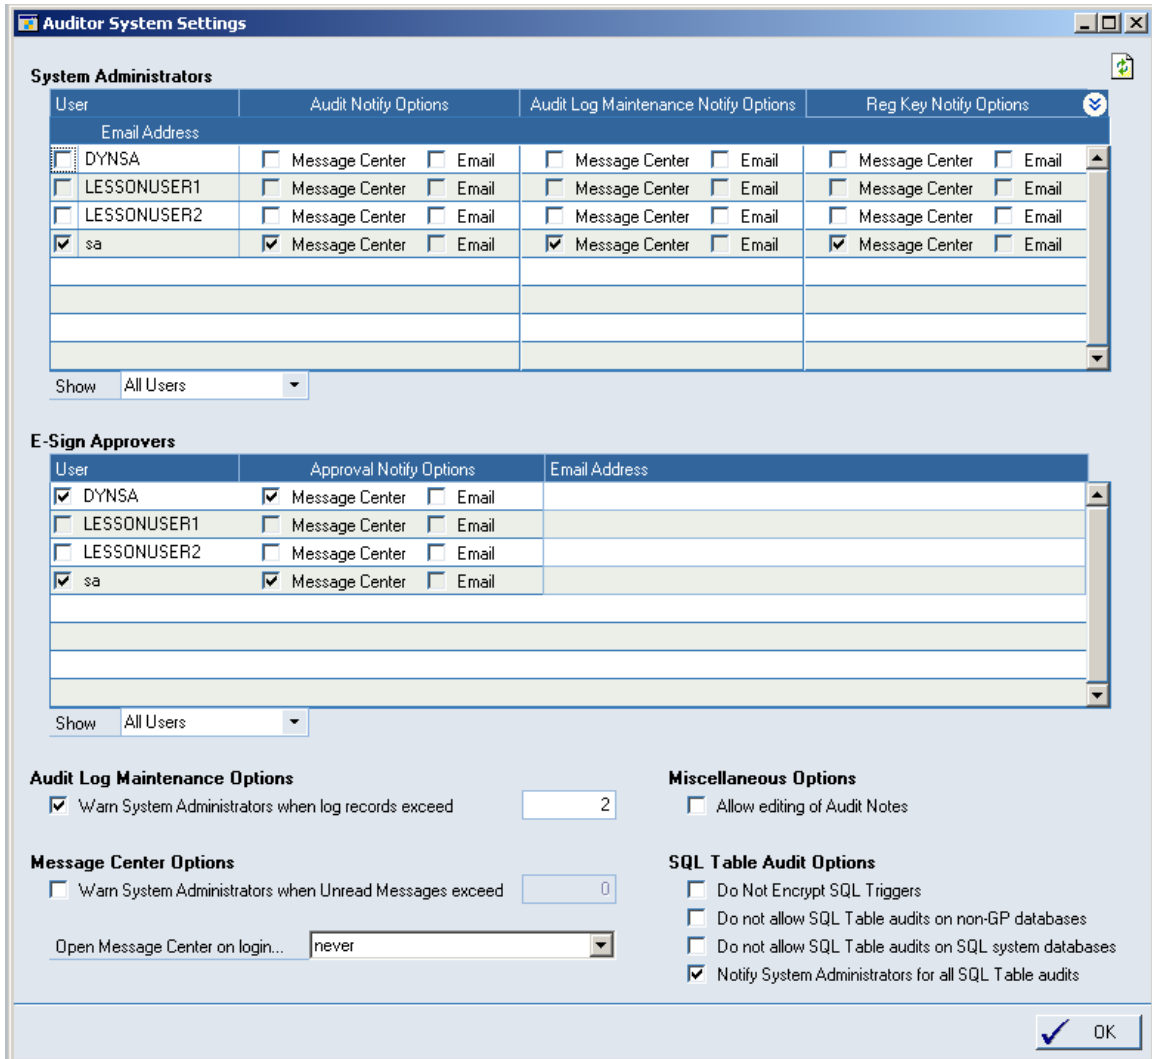 Auditor System Settings
System Administrators
User Audit Notify Options Audit Log Maintenance Notify Options Reg Key Notify Options
Email Address
DYNSA Message Center Email Message Center Email Message Center Email
LESSONUSER1 Message Center Email Message Center Email Message Center Email
LESSONUSER2 Message Center Email Message Center Email Message Center Email
sa Message Center Email Message Center Email Message Center Email
Show All Users
E-Sign Approvers
User Approval Notify Options Email Address
DYNSA Message Center Email
LESSONUSER1 Message Center Email
LESSONUSER2 Message Center Email
sa Message Center Email
Show All Users
Audit Log Maintenance Options
Warn System Administrators when log records exceed 2
Message Center Options
Warn System Administrators when Unread Messages exceed 0
Open Message Center on login... never
Miscellaneous Options
Allow editing of Audit Notes
SQL Table Audit Options
Do Not Encrypt SQL Triggers
Do not allow SQL Table audits on non-GP databases
Do not allow SQL Table audits on SQL system databases
Notify System Administrators for all SQL Table audits
OK